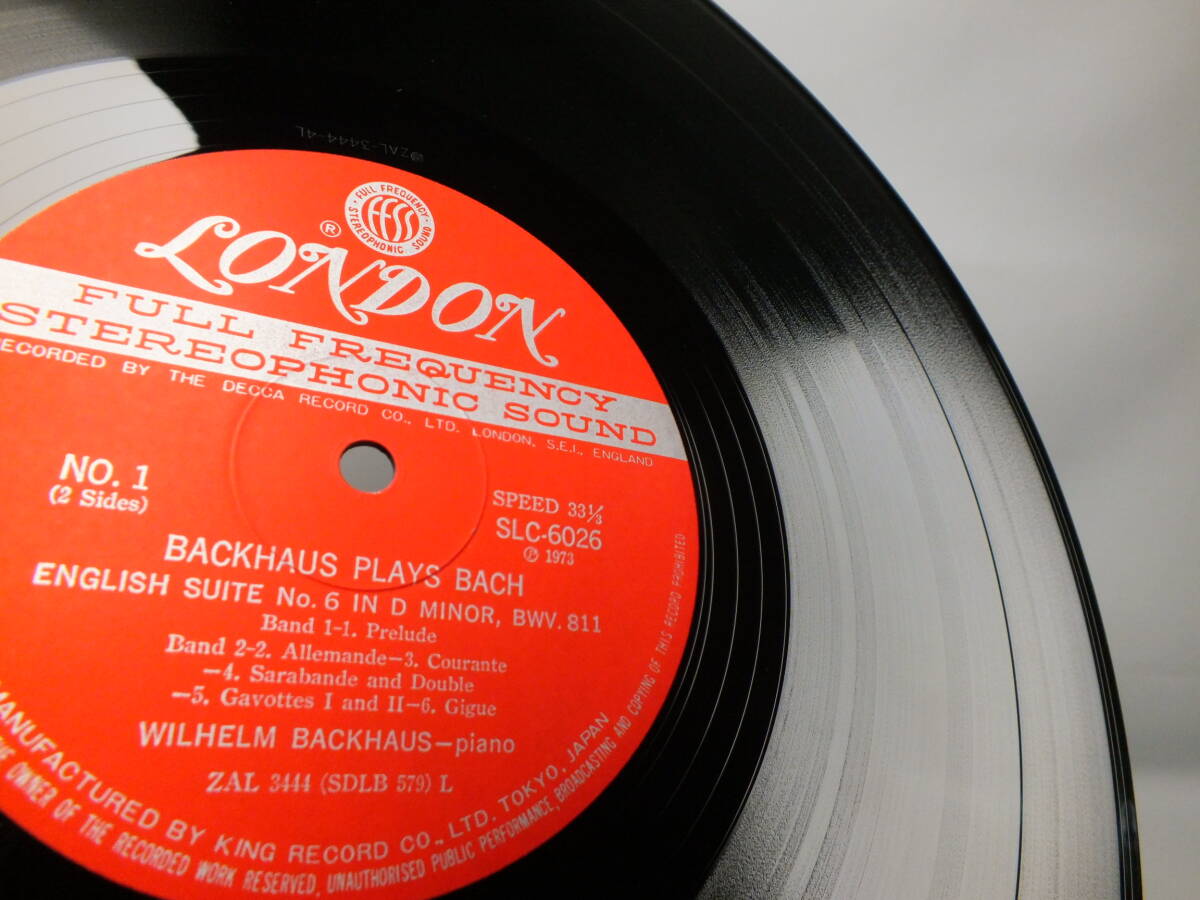 ZAL-3444-4L
FULL FREQUENCY
FFSS
STEREOPHONIC SOUND
® LONDON
FULL FREQUENCY
STEREOPHONIC SOUND
RECORDED BY THE DECCA RECORD CO., LTD. LONDON, S.E.I., ENGLAND
NO. 1
(2 Sides)
SPEED 33⅓
SLC-6026
℗ 1973
BACKHAUS PLAYS BACH
ENGLISH SUITE No. 6 IN D MINOR, BWV. 811
Band 1-1. Prelude
Band 2-2. Allemande—3. Courante
—4. Sarabande and Double
—5. Gavottes I and II—6. Gigue
WILHELM BACKHAUS—piano
ZAL 3444 (SDLB 579) L
MANUFACTURED BY KING RECORD CO., LTD. TOKYO. JAPAN
OWNER OF THE RECORDED WORK RESERVED, UNAUTHORISED PUBLIC PERFORMANCE, BROADCASTING AND COPYING OF THIS RECORD PROHIBITED